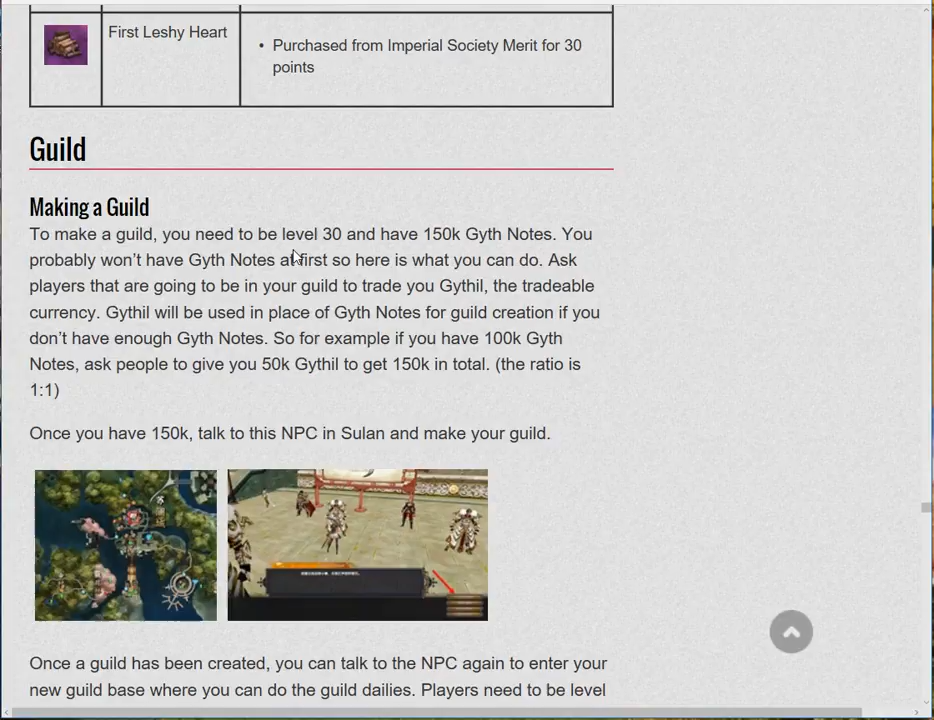 First Leshy Heart
• Purchased from Imperial Society Merit for 30
points
Guild
Making a Guild
To make a guild, you need to be level 30 and have 150k Gyth Notes. You
probably won’t have Gyth Notes at first so here is what you can do. Ask
players that are going to be in your guild to trade you Gythil, the tradeable
currency. Gythil will be used in place of Gyth Notes for guild creation if you
don’t have enough Gyth Notes. So for example if you have 100k Gyth
Notes, ask people to give you 50k Gythil to get 150k in total. (the ratio is
1:1)
Once you have 150k, talk to this NPC in Sulan and make your guild.
Once a guild has been created, you can talk to the NPC again to enter your
new guild base where you can do the guild dailies. Players need to be level